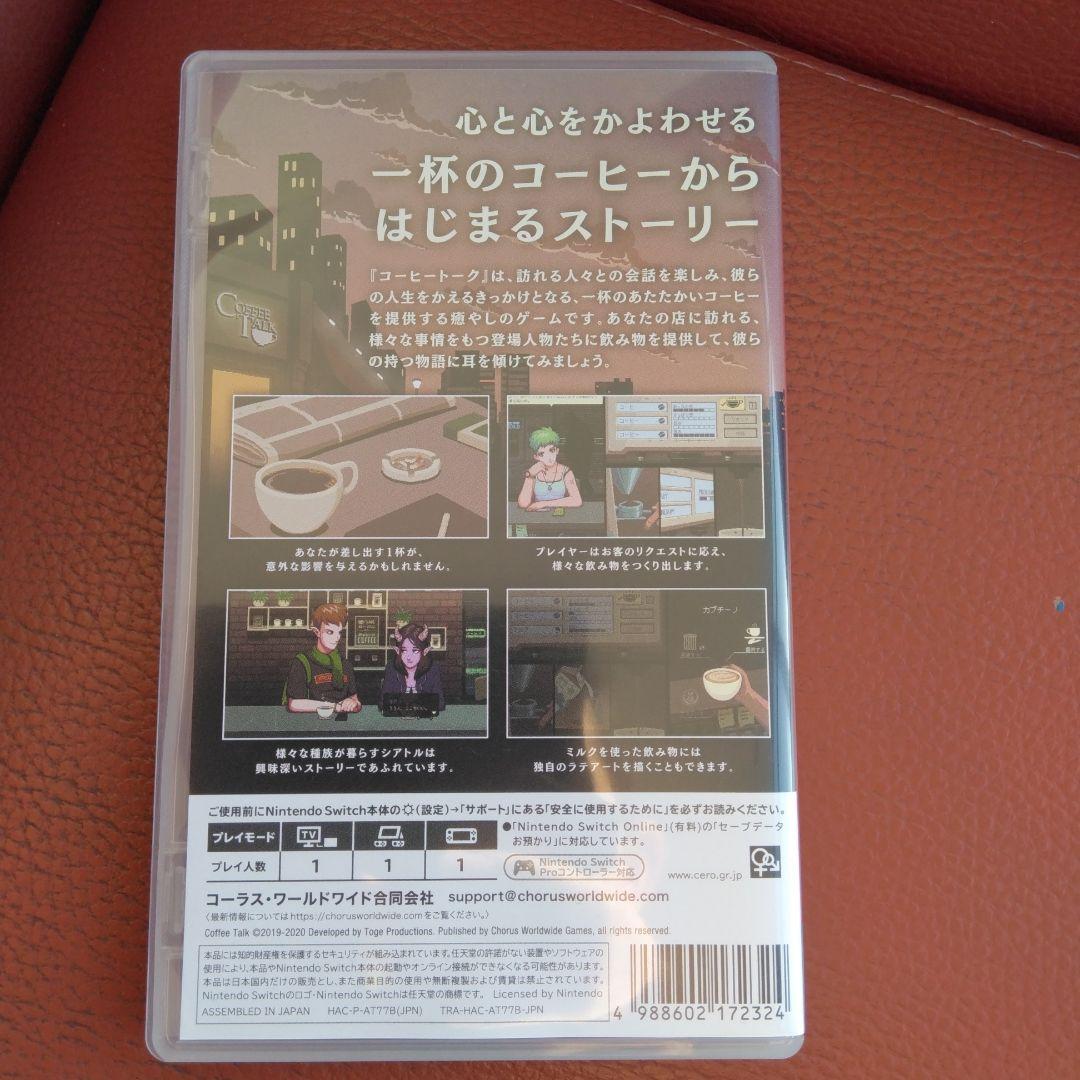 心と心をかよわせる
一杯のコーヒーから
はじまるストーリー
COFFEE TALK
『コーヒートーク』は、訪れる人々との会話を楽しみ、彼ら
の人生をかえるきっかけとなる、一杯のあたたかいコーヒー
を提供する癒やしのゲームです。あなたの店に訪れる、
様々な事情をもつ登場人物たちに飲み物を提供して、彼ら
の持つ物語に耳を傾けてみましょう。
コーヒー
コーヒー
あなたが差し出す1杯が、
意外な影響を与えるかもしれません。
プレイヤーはお客のリクエストに応え、
様々な飲み物をつくり出します。
COFFEE
カプチーノ
様々な種族が暮らすシアトルは
興味深いストーリーであふれています。
ミルクを使った飲み物には
独自のラテアートを描くこともできます。
ご使用前にNintendo Switch本体の(設定)→「サポート」にある「安全に使用するために」を必ずお読みください。
プレイモード TV
プレイ人数 1 1 1
●「Nintendo Switch Online」(有料)の「セーブデータ
お預かり」に対応しています。
Nintendo Switch
Proコントローラー対応
www.cero.gr.jp
コーラス・ワールドワイド合同会社 support@chorusworldwide.com
〈最新情報についてはhttps://chorusworldwide.comをご覧ください。〉
Coffee Talk ©2019-2020 Developed by Toge Productions. Published by Chorus Worldwide Games, all rights reserved.
本品には知的財産権を保護するセキュリティが組み込まれています。任天堂の許諾がない装置やソフトウェアの
使用により、本品やNintendo Switch本体の起動やオンライン接続ができなくなる可能性があります。
本品は日本国内だけの販売とし、また商業目的の使用や無断複製および賃貸は禁止されています。
Nintendo Switchのロゴ・Nintendo Switchは任天堂の商標です。 Licensed by Nintendo
ASSEMBLED IN JAPAN HAC-P-AT77B(JPN) TRA-HAC-AT77B-JPN
4 988602 172324